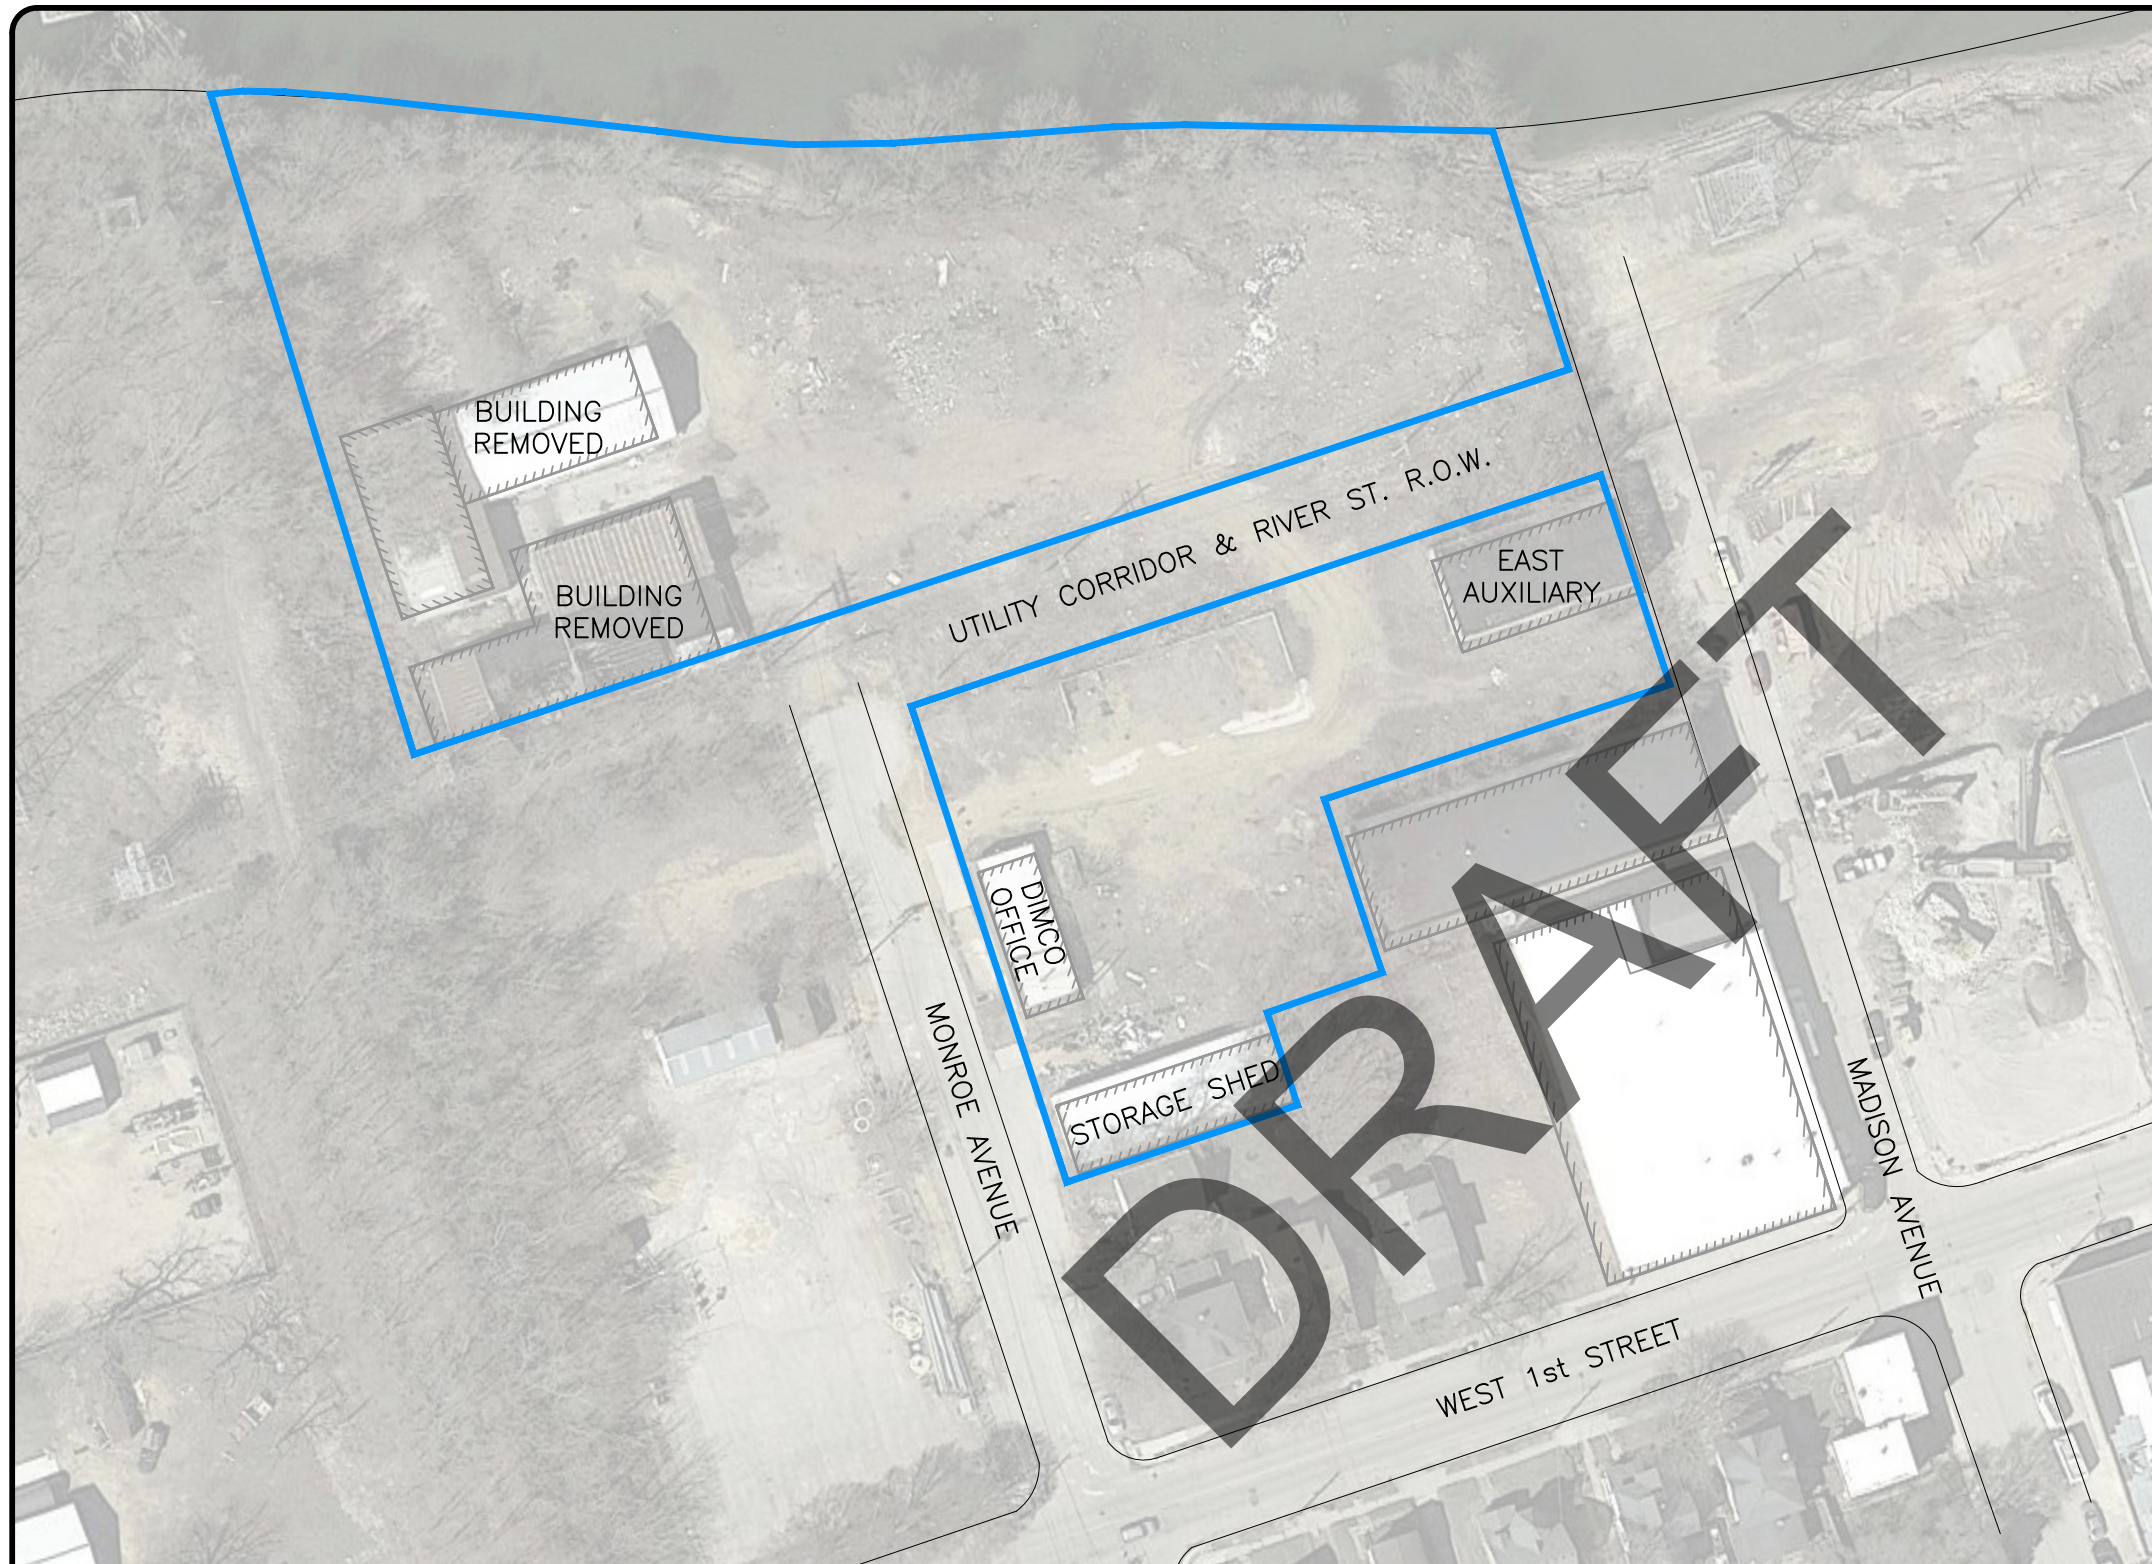 BUILDING
REMOVED
BUILDING
REMOVED
UTILITY CORRIDOR & RIVER ST. R.O.W.
EAST
AUXILIARY
DIMCO
OFFICE
STORAGE SHED
MONROE AVENUE
MADISON AVENUE
WEST 1st STREET
DRAFT